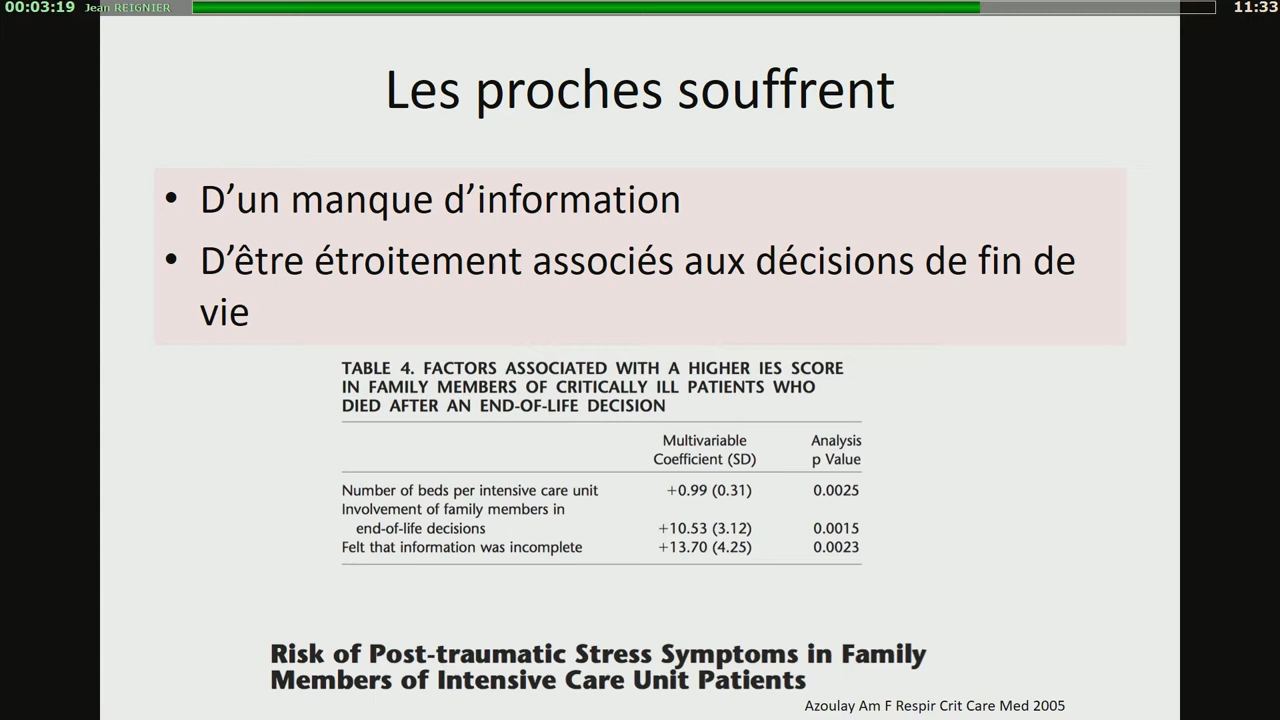 00:03:19 Jean REIGNIER 11:33
Les proches souffrent
• D’un manque d’information
• D’être étroitement associés aux décisions de fin de
vie
TABLE 4. FACTORS ASSOCIATED WITH A HIGHER IES SCORE
IN FAMILY MEMBERS OF CRITICALLY ILL PATIENTS WHO
DIED AFTER AN END-OF-LIFE DECISION
Multivariable Analysis
Coefficient (SD) p Value
Number of beds per intensive care unit +0.99 (0.31) 0.0025
Involvement of family members in
end-of-life decisions +10.53 (3.12) 0.0015
Felt that information was incomplete +13.70 (4.25) 0.0023
Risk of Post-traumatic Stress Symptoms in Family
Members of Intensive Care Unit Patients
Azoulay Am F Respir Crit Care Med 2005